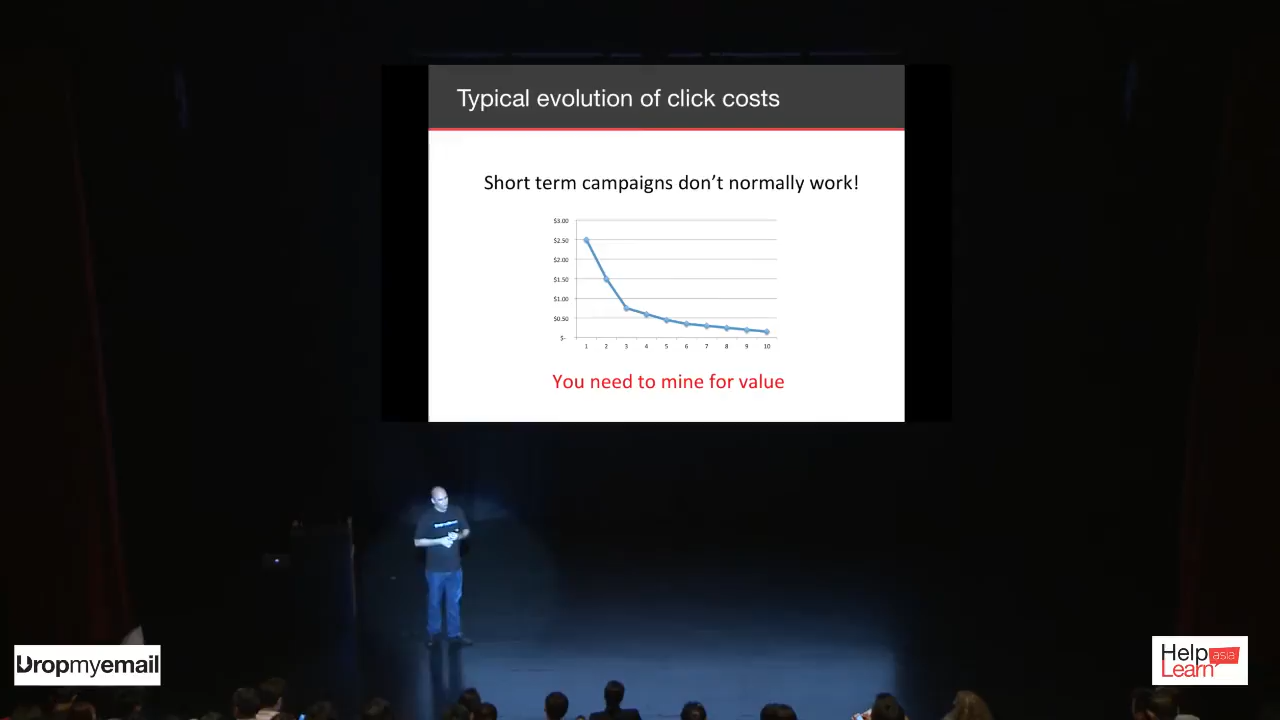 Typical evolution of click costs
Short term campaigns don't normally work!
$3.00
$2.50
$2.00
$1.50
$1.00
$0.50
$-
1 2 3 4 5 6 7 8 9 10
You need to mine for value
Dropmyemail
Help
asia
Learn